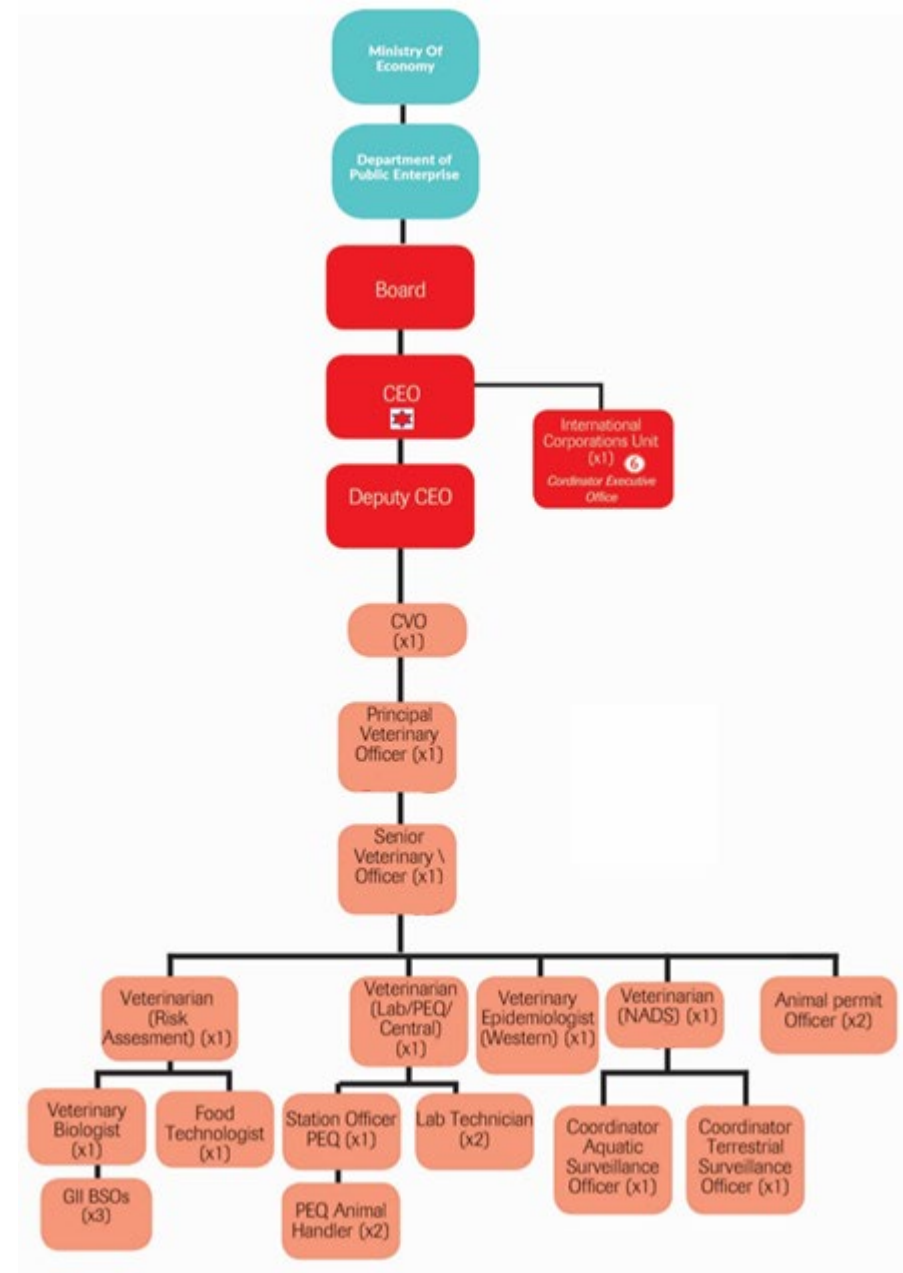 Ministry Of
Economy
Department of
Public Enterprise
Board
CEO
International
Corporations Unit
(x1) 6
Cordinator Executive
Office
Deputy CEO
CVO
(x1)
Principal
Veterinary
Officer (x1)
Senior
Veterinary \
Officer (x1)
Veterinarian
(Risk
Assesment) (x1)
Veterinarian
(Lab/PEQ/
Central)
(x1)
Veterinary
Epidemiologist
(Western) (x1)
Veterinarian
(NADS) (x1)
Animal permit
Officer (x2)
Veterinary
Biologist
(x1)
Food
Technologist
(x1)
Station Officer
PEQ (x1)
Lab Technician
(x2)
Coordinator
Aquatic
Surveillance
Officer (x1)
Coordinator
Terrestrial
Surveillance
Officer (x1)
GII BSOs
(x3)
PEQ Animal
Handler (x2)